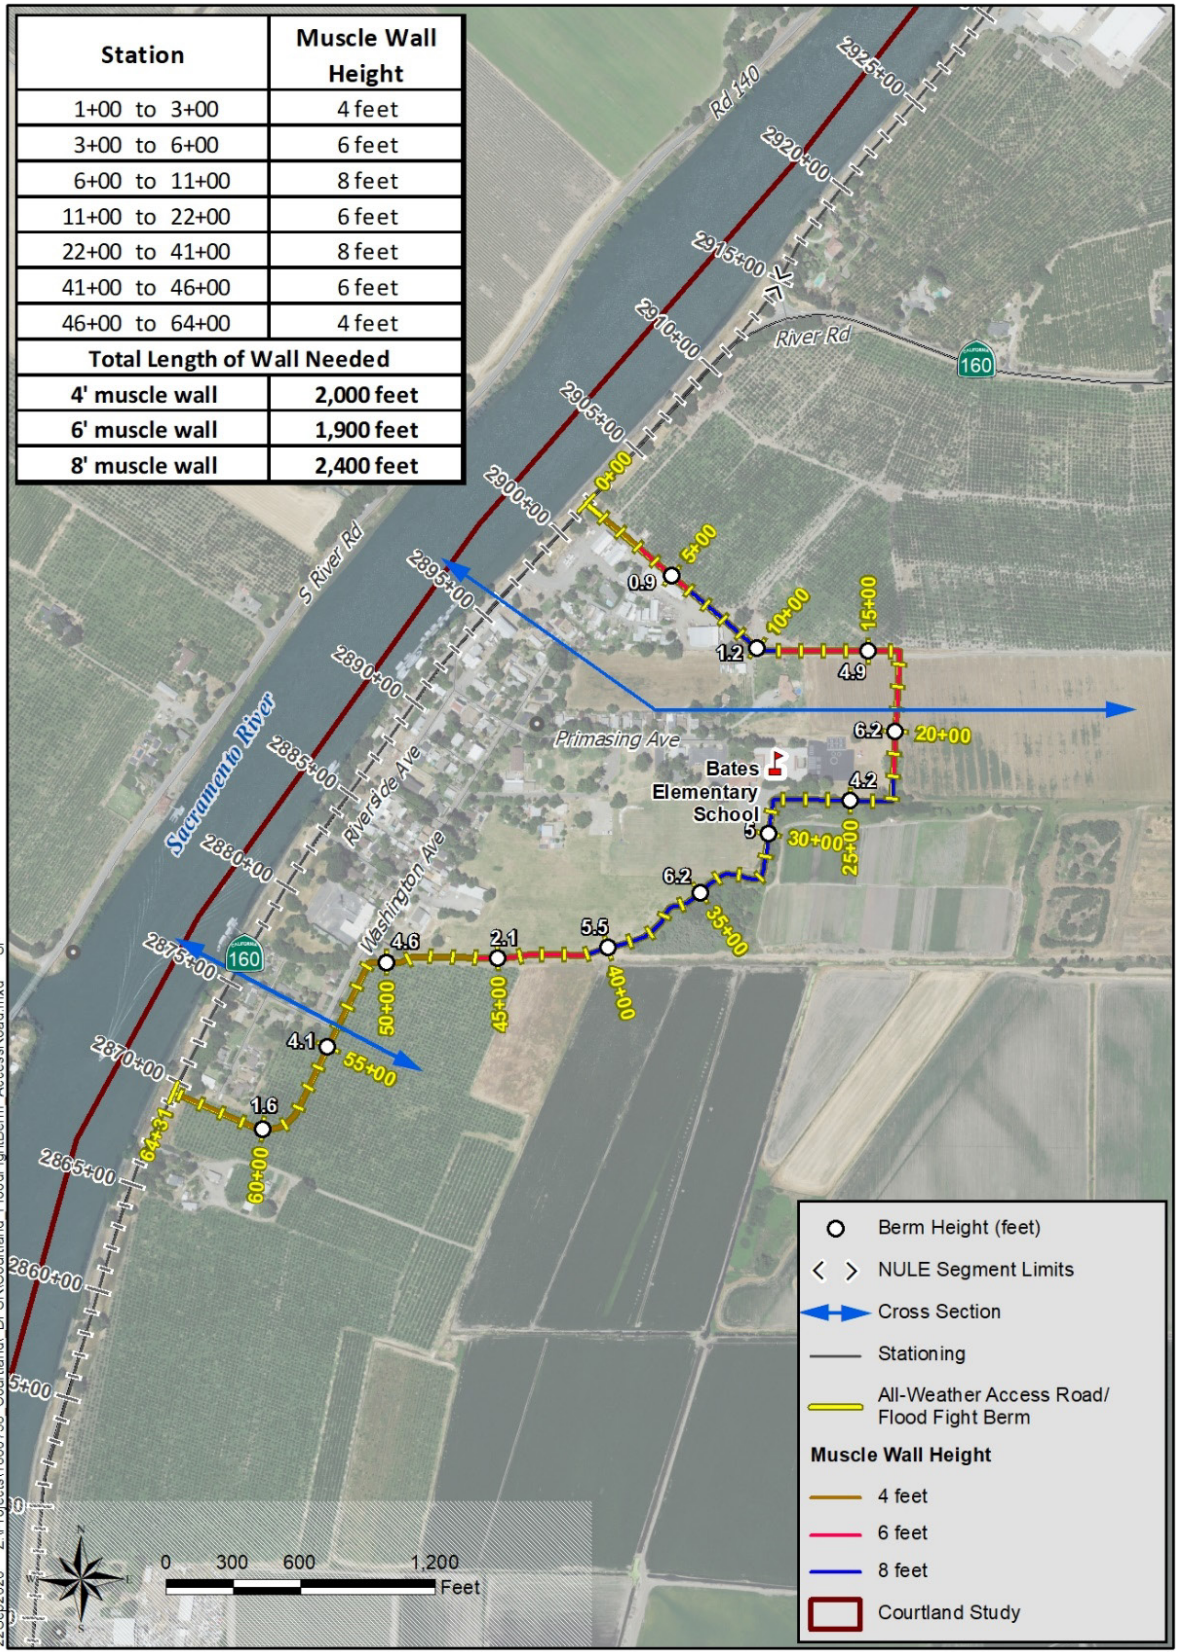 Station Muscle Wall Height
1+00 to 3+00 4 feet
3+00 to 6+00 6 feet
6+00 to 11+00 8 feet
11+00 to 22+00 6 feet
22+00 to 41+00 8 feet
41+00 to 46+00 6 feet
46+00 to 64+00 4 feet
Total Length of Wall Needed
4' muscle wall 2,000 feet
6' muscle wall 1,900 feet
8' muscle wall 2,400 feet
Rd 140
2925+00
2920+00
2915+00
2910+00
River Rd
CALIFORNIA
160
2905+00
0+00
2900+00
S River Rd
2895+00
5+00
0.9
10+00
15+00
1.2
4.9
2890+00
Sacramento River
Primasing Ave
6.2
20+00
2885+00
Riverside Ave
Bates
Elementary
School
4.2
5
30+00
25+00
2880+00
Washington Ave
6.2
35+00
2875+00
CALIFORNIA
160
4.6
2.1
5.5
50+00
45+00
40+00
2870+00
4.1
55+00
1.6
64+31
60+00
2865+00
2860+00
5+00
Berm Height (feet)
NULE Segment Limits
Cross Section
Stationing
All-Weather Access Road/
Flood Fight Berm
Muscle Wall Height
4 feet
6 feet
8 feet
Courtland Study
N
W E
S
0 300 600 1,200
Feet